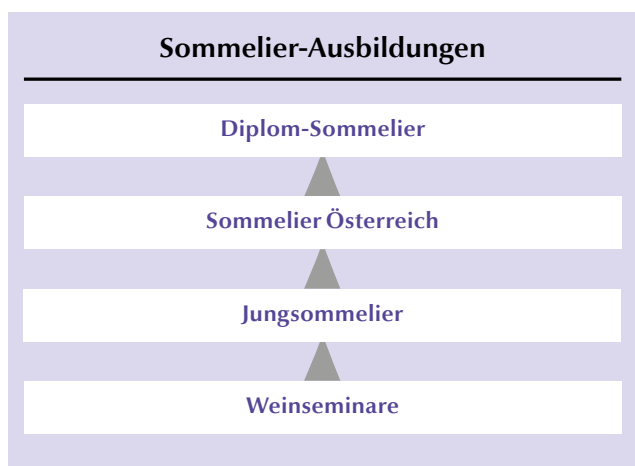 Sommelier-Ausbildungen
Diplom-Sommelier
Sommelier Österreich
Jungsommelier
Weinseminare